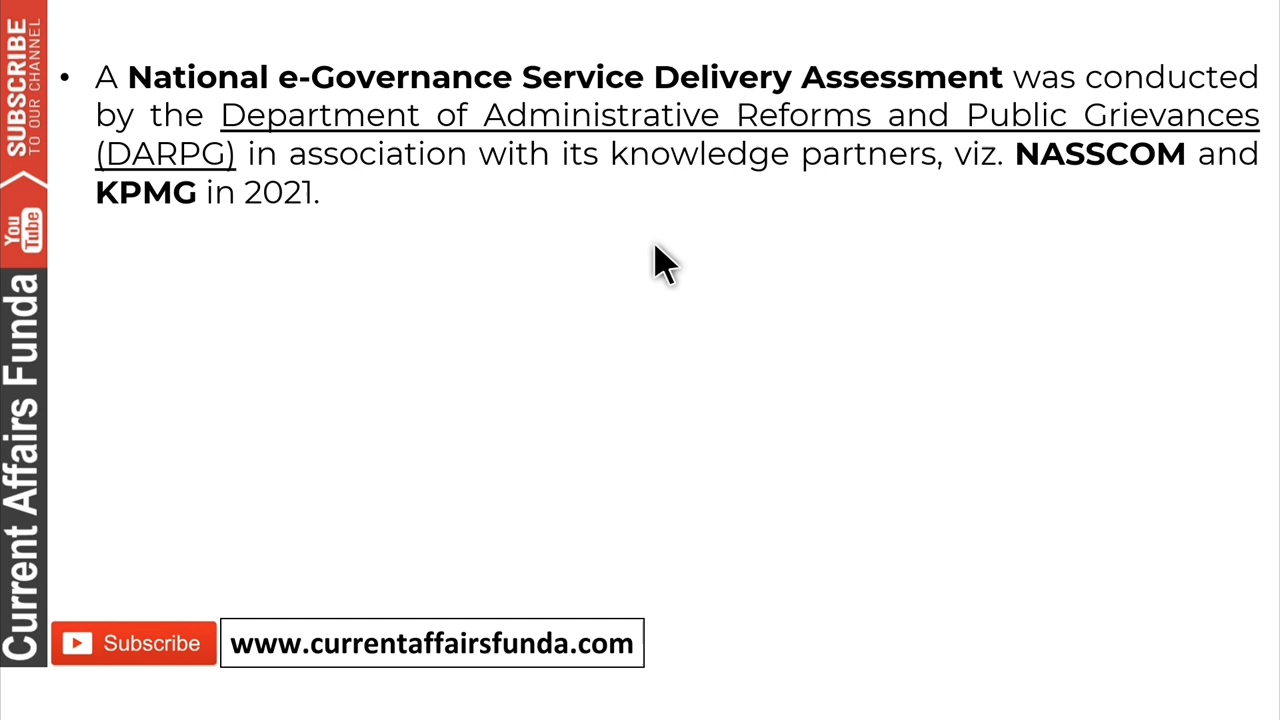 • A National e-Governance Service Delivery Assessment was conducted
by the Department of Administrative Reforms and Public Grievances
(DARPG) in association with its knowledge partners, viz. NASSCOM and
KPMG in 2021.
SUBSCRIBE
TO OUR CHANNEL
You
Tube
Current Affairs Funda
Subscribe
www.currentaffairsfunda.com